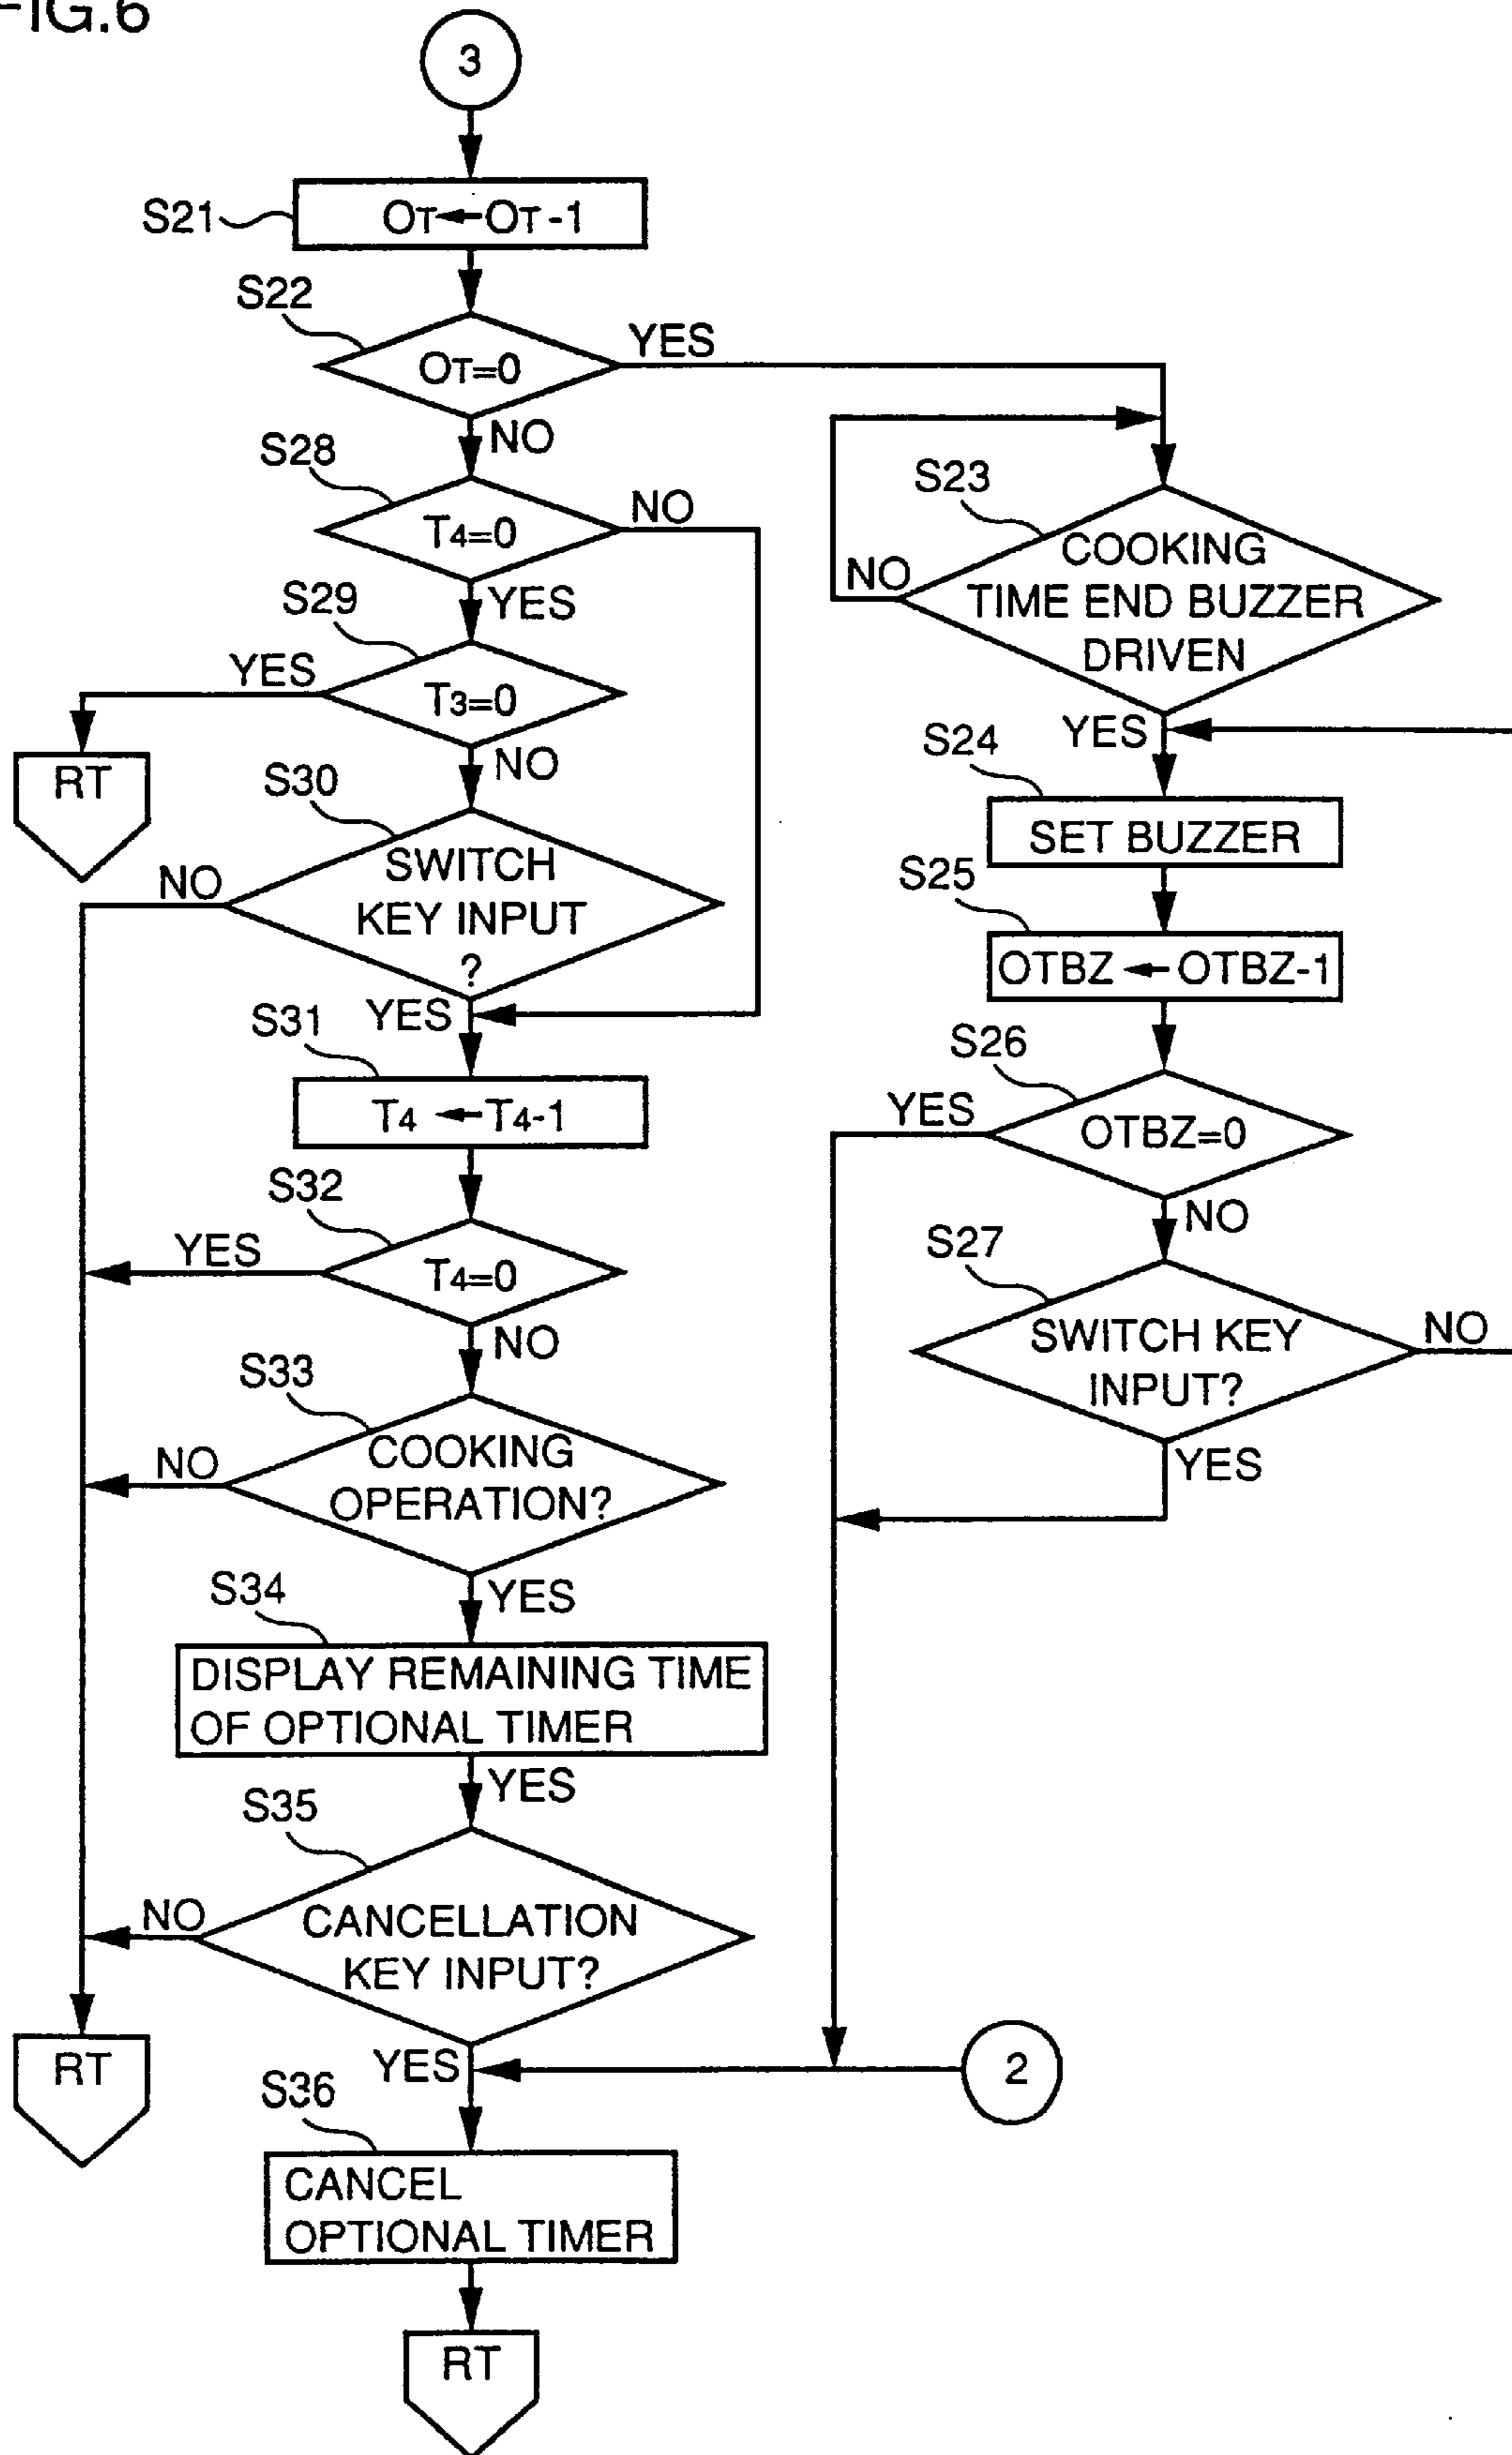 FIG.6
3
S21
OT←OT-1
S22
OT=0
YES
NO
S28
T4=0
NO
YES
S29
T3=0
YES
NO
RT
S30
SWITCH
KEY INPUT
?
NO
YES
S31
T4←T4-1
S32
T4=0
YES
NO
S33
COOKING
OPERATION?
NO
YES
S34
DISPLAY REMAINING TIME
OF OPTIONAL TIMER
YES
S35
CANCELLATION
KEY INPUT?
NO
YES
RT
S36
CANCEL
OPTIONAL TIMER
RT
S23
COOKING
TIME END BUZZER
DRIVEN
NO
YES
S24
SET BUZZER
S25
OTBZ←OTBZ-1
S26
OTBZ=0
YES
NO
S27
SWITCH KEY
INPUT?
NO
YES
2